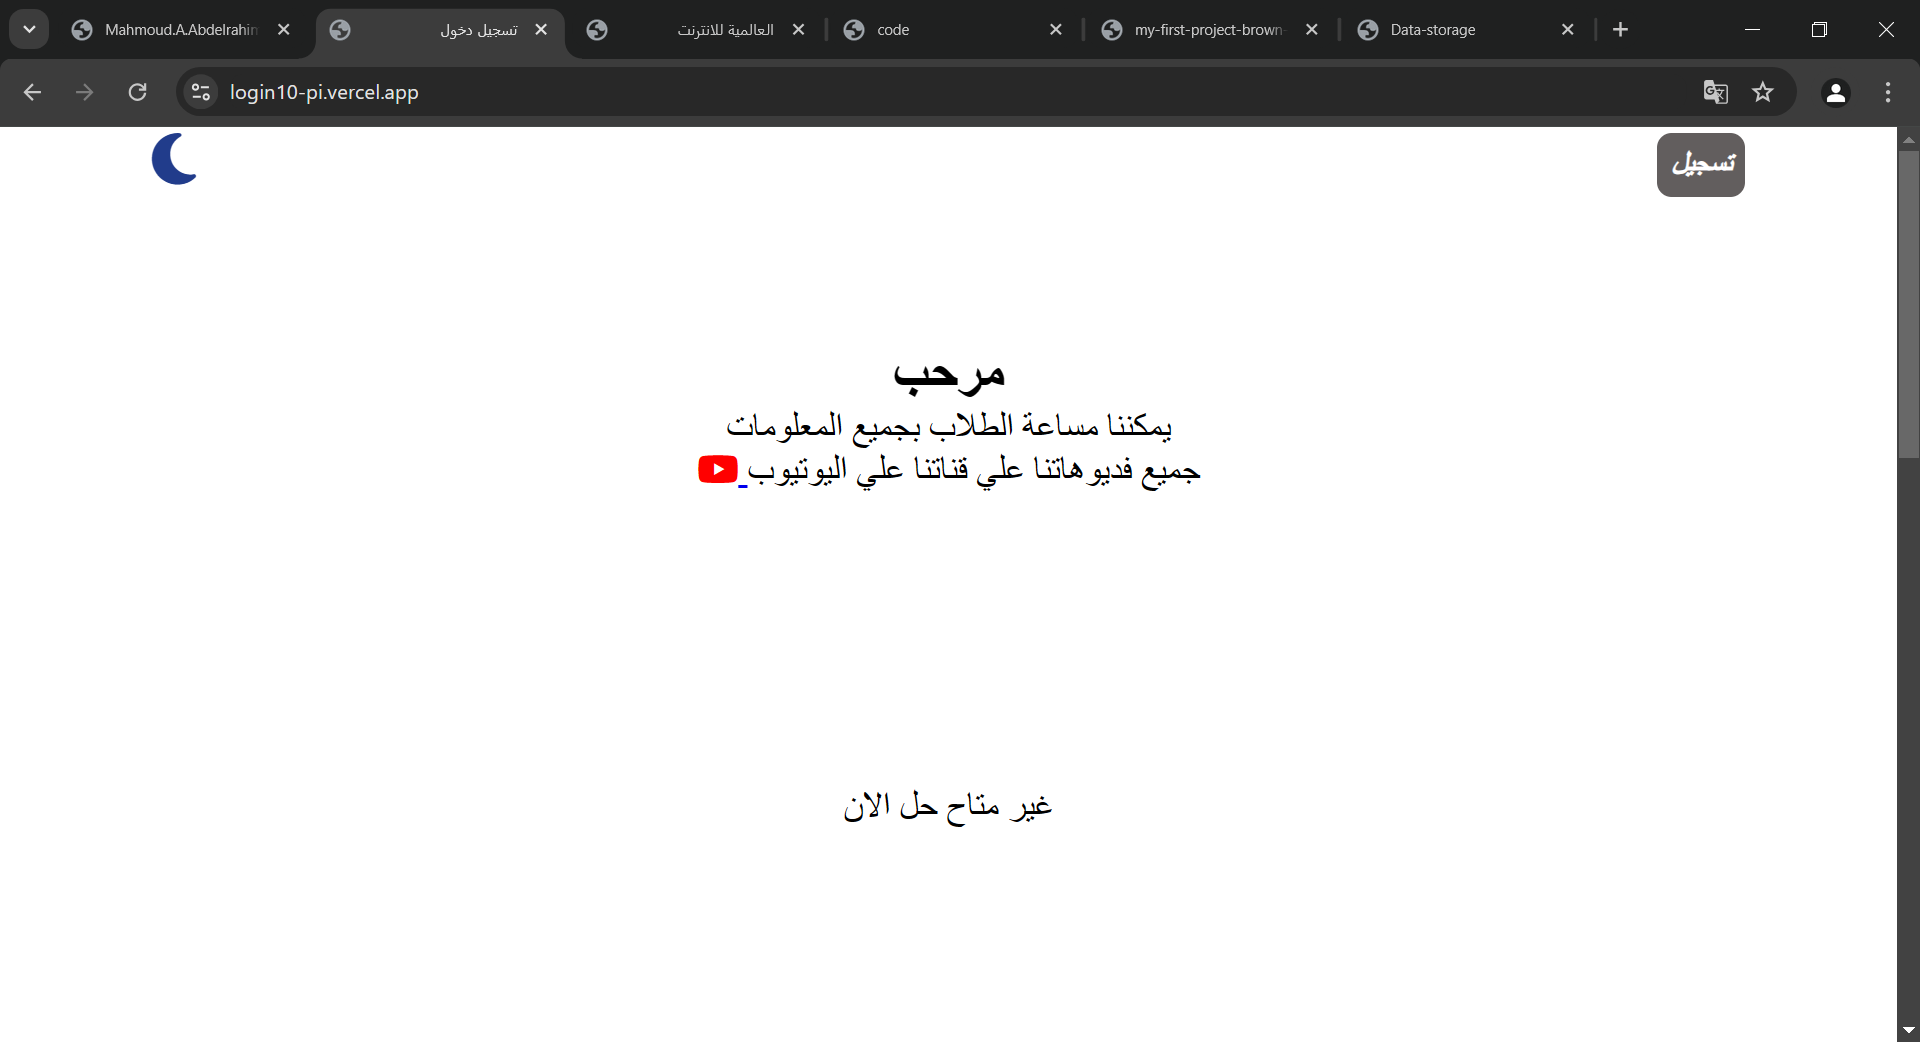 Mahmoud.A.Abdelrahim
تسجيل دخول
العالمية للانترنت
code
my-first-project-brown-
Data-storage
login10-pi.vercel.app
تسجيل
مرحب
يمكننا مساعة الطلاب بجميع المعلومات
جميع فديوهاتنا علي قناتنا علي اليوتيوب
غير متاح حل الان